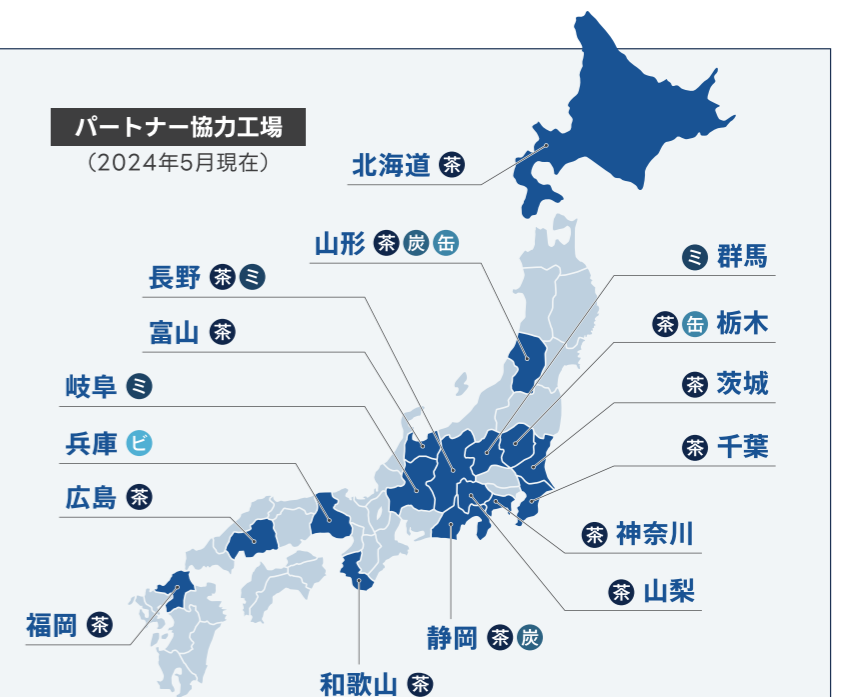 パートナー協力工場
（2024年5月現在）
北海道 茶
山形 茶 炭 缶
長野 茶 ミ
富山 茶
岐阜 ミ
兵庫 ビ
広島 茶
福岡 茶
和歌山 茶
静岡 茶 炭
ミ 群馬
茶 缶 栃木
茶 茨城
茶 千葉
茶 神奈川
茶 山梨